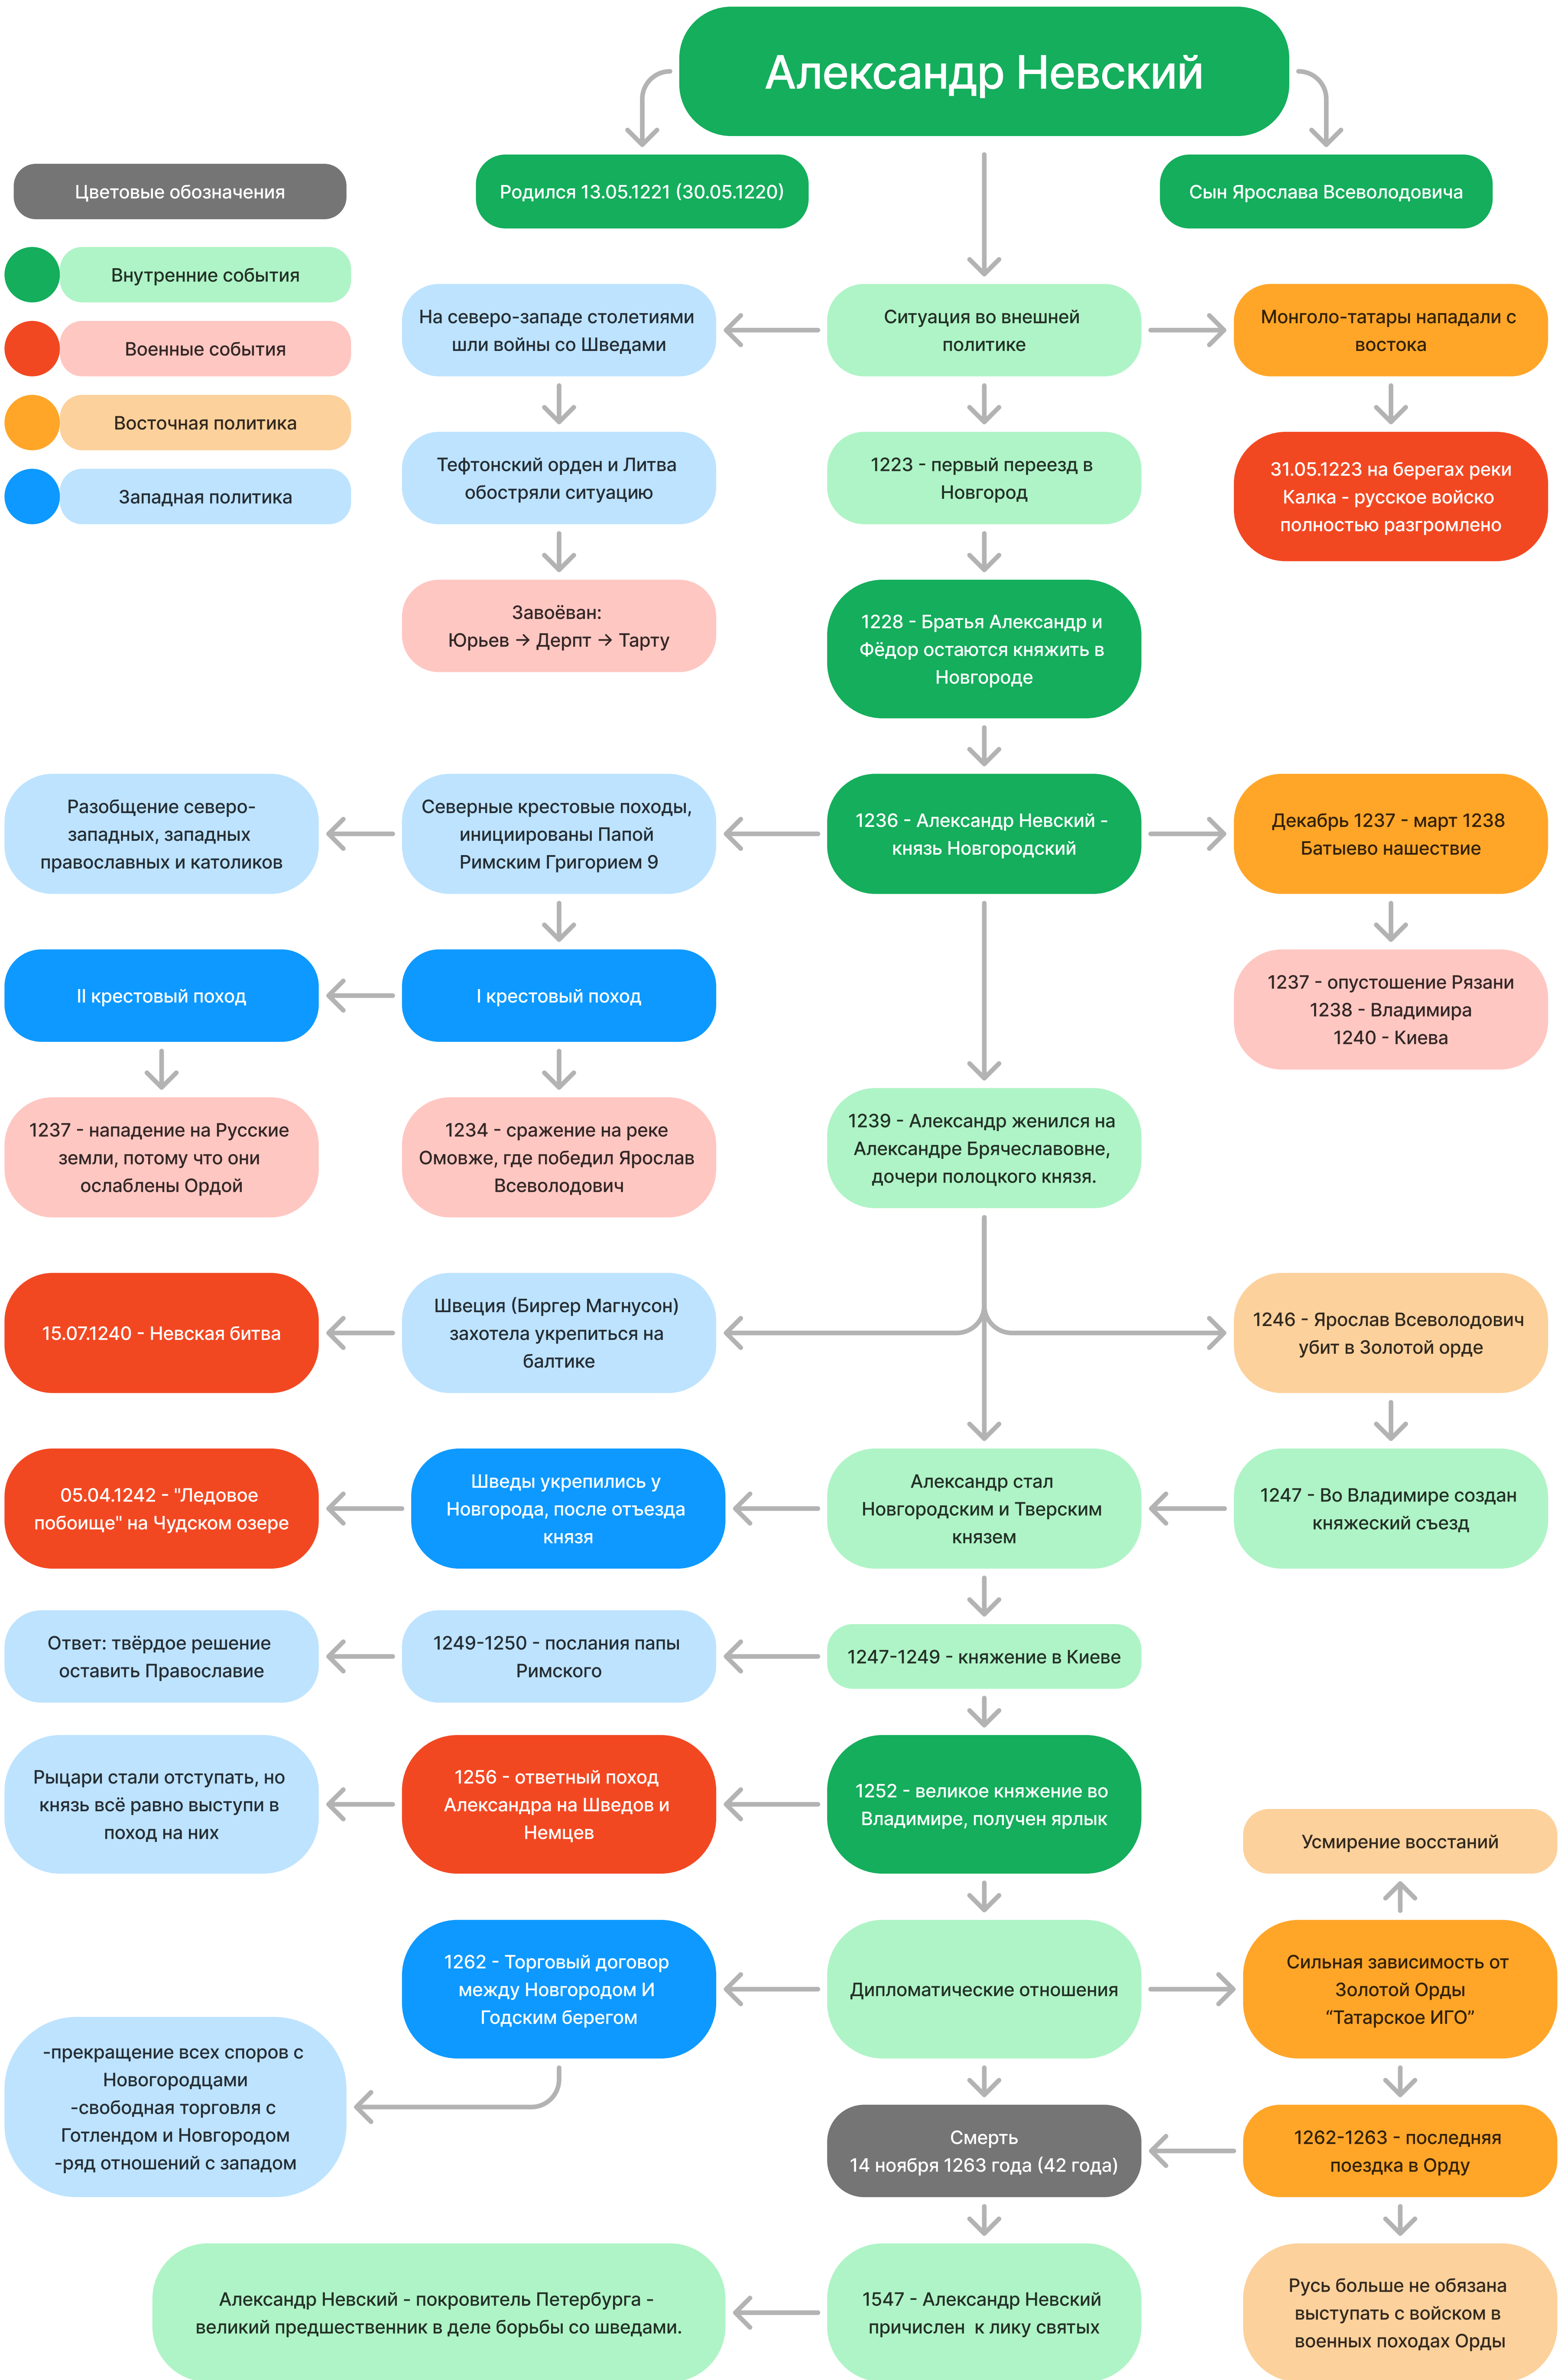 Александр Невский
Родился 13.05.1221 (30.05.1220)
Сын Ярослава Всеволодовича
Цветовые обозначения
Внутренние события
Военные события
Восточная политика
Западная политика
На северо-западе столетиями
шли войны со Шведами
Ситуация во внешней
политике
Монголо-татары нападали с
востока
Тефтонский орден и Литва
обостряли ситуацию
1223 - первый переезд в
Новгород
31.05.1223 на берегах реки
Калка - русское войско
полностью разгромлено
Завоёван:
Юрьев → Дерпт → Тарту
1228 - Братья Александр и
Фёдор остаются княжить в
Новгороде
Разобщение северо-
западных, западных
православных и католиков
Северные крестовые походы,
инициированы Папой
Римским Григорием 9
1236 - Александр Невский -
князь Новгородский
Декабрь 1237 - март 1238
Батыево нашествие
II крестовый поход
I крестовый поход
1237 - опустошение Рязани
1238 - Владимира
1240 - Киева
1237 - нападение на Русские
земли, потому что они
ослаблены Ордой
1234 - сражение на реке
Омовже, где победил Ярослав
Всеволодович
1239 - Александр женился на
Александре Брячеславовне,
дочери полоцкого князя.
15.07.1240 - Невская битва
Швеция (Биргер Магнусон)
захотела укрепиться на
балтике
1246 - Ярослав Всеволодович
убит в Золотой орде
05.04.1242 - "Ледовое
побоище" на Чудском озере
Шведы укрепились у
Новгорода, после отъезда
князя
Александр стал
Новгородским и Тверским
князем
1247 - Во Владимире создан
княжеский съезд
Ответ: твёрдое решение
оставить Православие
1249-1250 - послания папы
Римского
1247-1249 - княжение в Киеве
Рыцари стали отступать, но
князь всё равно выступи в
поход на них
1256 - ответный поход
Александра на Шведов и
Немцев
1252 - великое княжение во
Владимире, получен ярлык
Усмирение восстаний
1262 - Торговый договор
между Новгородом И
Годским берегом
Дипломатические отношения
Сильная зависимость от
Золотой Орды
“Татарское ИГО”
-прекращение всех споров с
Новогородцами
-свободная торговля с
Готлендом и Новгородом
-ряд отношений с западом
Смерть
14 ноября 1263 года (42 года)
1262-1263 - последняя
поездка в Орду
Александр Невский - покровитель Петербурга -
великий предшественник в деле борьбы со шведами.
1547 - Александр Невский
причислен к лику святых
Русь больше не обязана
выступать с войском в
военных походах Орды